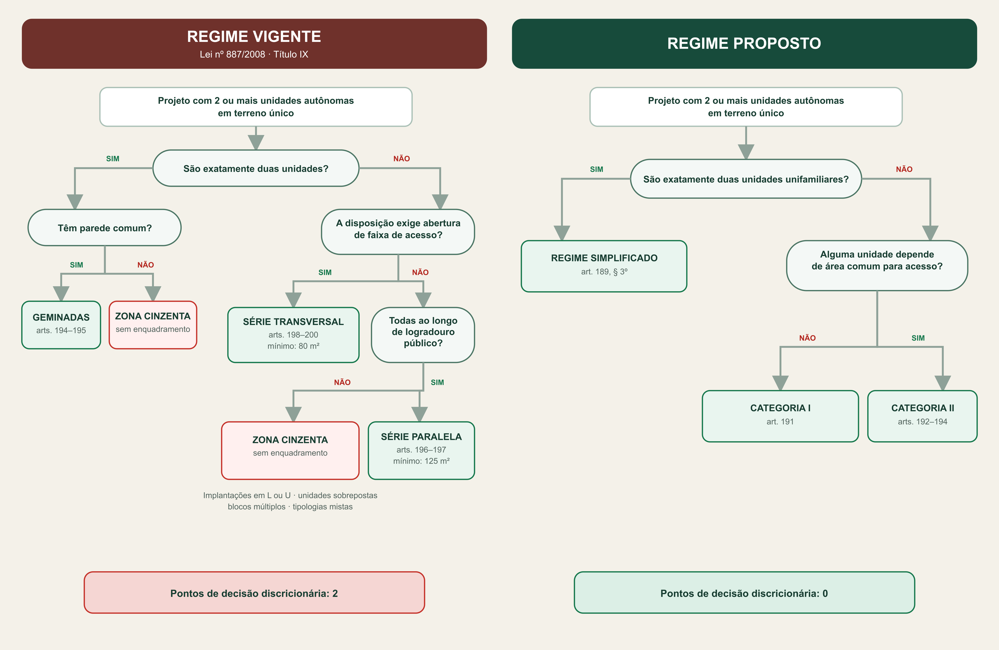 REGIME VIGENTE
Lei nº 887/2008 · Título IX
Projeto com 2 ou mais unidades autônomas
em terreno único
São exatamente duas unidades?
SIM
NÃO
Têm parede comum?
A disposição exige abertura
de faixa de acesso?
SIM
NÃO
SIM
NÃO
GEMINADAS
arts. 194–195
ZONA CINZENTA
sem enquadramento
SÉRIE TRANSVERSAL
arts. 198–200
mínimo: 80 m²
Todas ao longo
de logradouro
público?
NÃO
SIM
ZONA CINZENTA
sem enquadramento
SÉRIE PARALELA
arts. 196–197
mínimo: 125 m²
Implantações em L ou U · unidades sobrepostas
blocos múltiplos · tipologias mistas
Pontos de decisão discricionária: 2
REGIME PROPOSTO
Projeto com 2 ou mais unidades autônomas
em terreno único
São exatamente duas unidades unifamiliares?
SIM
NÃO
REGIME SIMPLIFICADO
art. 189, § 3º
Alguma unidade depende
de área comum para acesso?
NÃO
SIM
CATEGORIA I
art. 191
CATEGORIA II
arts. 192–194
Pontos de decisão discricionária: 0